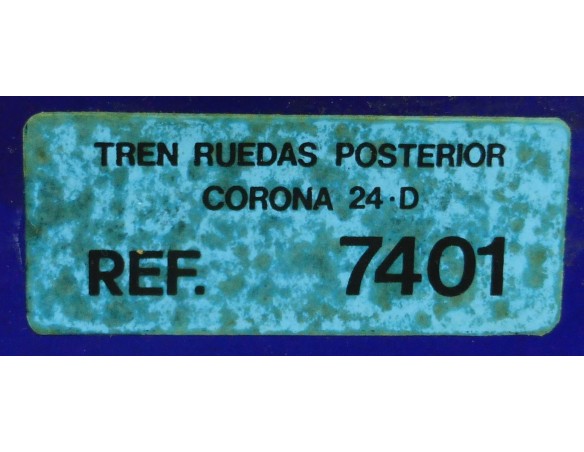 TREN RUEDAS POSTERIOR
CORONA 24·D
REF. 7401